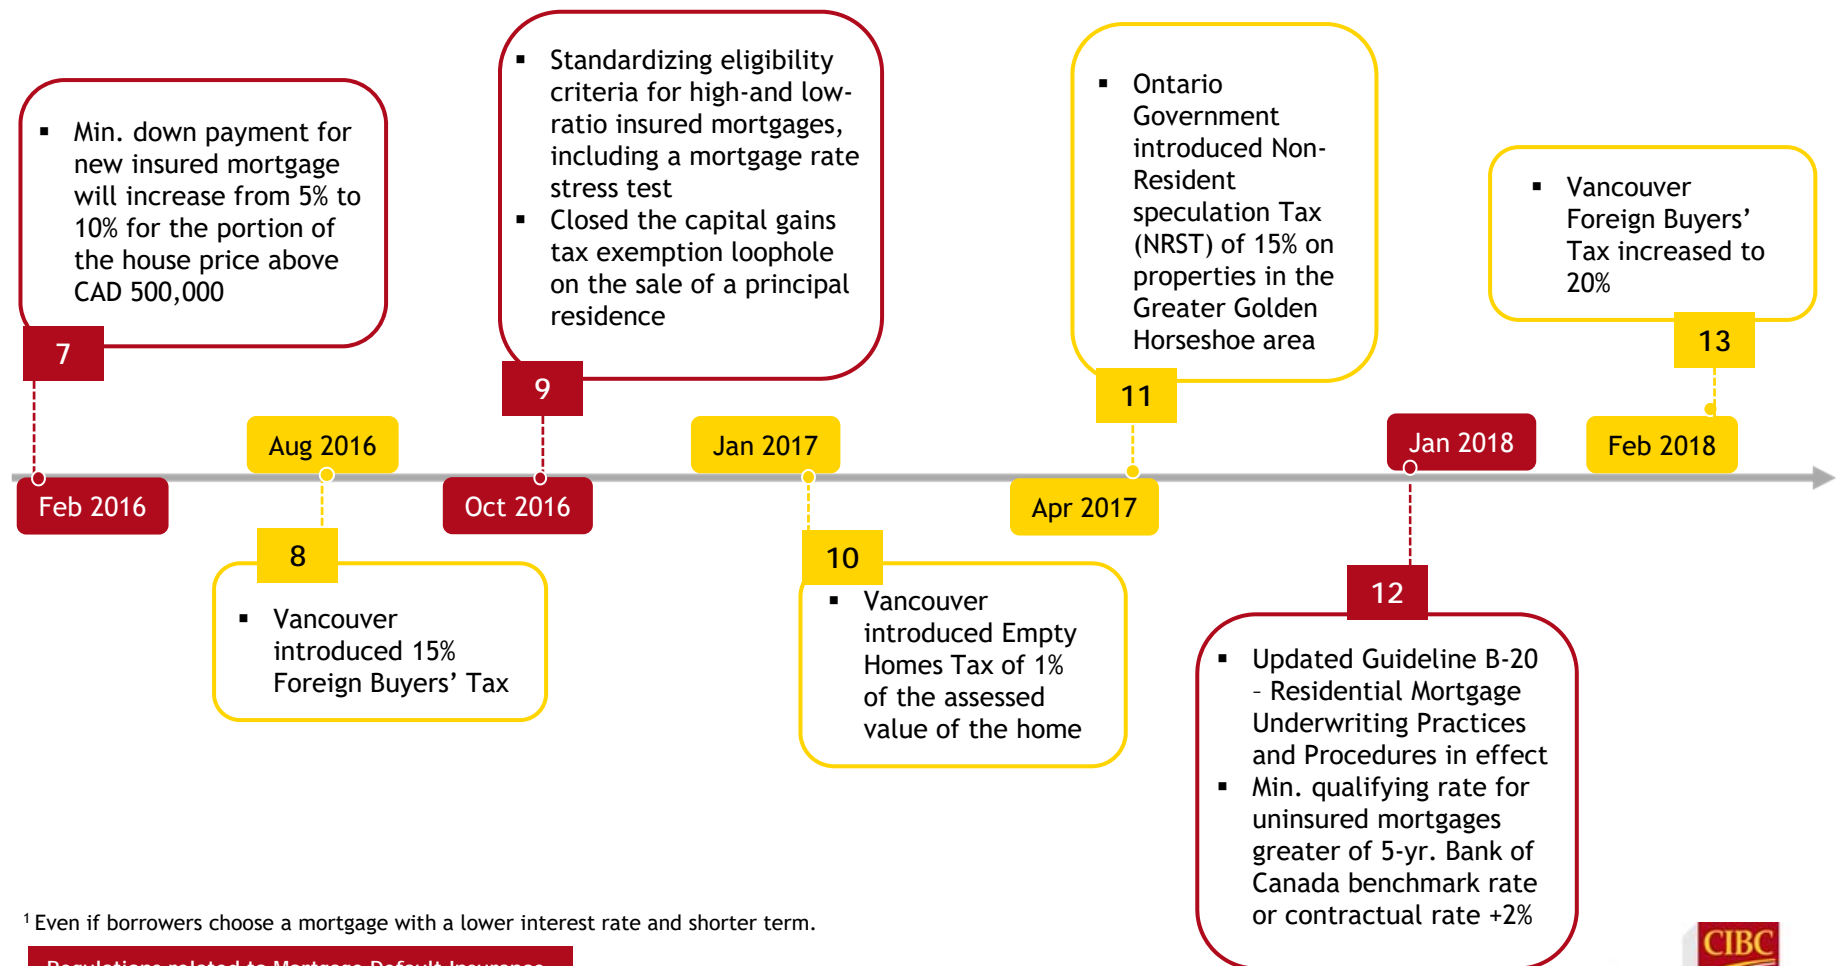 ▪ Min. down payment for
new insured mortgage
will increase from 5% to
10% for the portion of
the house price above
CAD 500,000
7
Feb 2016
Aug 2016
8
▪ Vancouver
introduced 15%
Foreign Buyers’ Tax
▪ Standardizing eligibility
criteria for high-and low-
ratio insured mortgages,
including a mortgage rate
stress test
▪ Closed the capital gains
tax exemption loophole
on the sale of a principal
residence
9
Oct 2016
Jan 2017
10
▪ Vancouver
introduced Empty
Homes Tax of 1%
of the assessed
value of the home
▪ Ontario
Government
introduced Non-
Resident
speculation Tax
(NRST) of 15% on
properties in the
Greater Golden
Horseshoe area
11
Apr 2017
Jan 2018
12
▪ Updated Guideline B-20
– Residential Mortgage
Underwriting Practices
and Procedures in effect
▪ Min. qualifying rate for
uninsured mortgages
greater of 5-yr. Bank of
Canada benchmark rate
or contractual rate +2%
▪ Vancouver
Foreign Buyers’
Tax increased to
20%
13
Feb 2018
¹ Even if borrowers choose a mortgage with a lower interest rate and shorter term.
Regulations related to Mortgage Default Insurance
CIBC